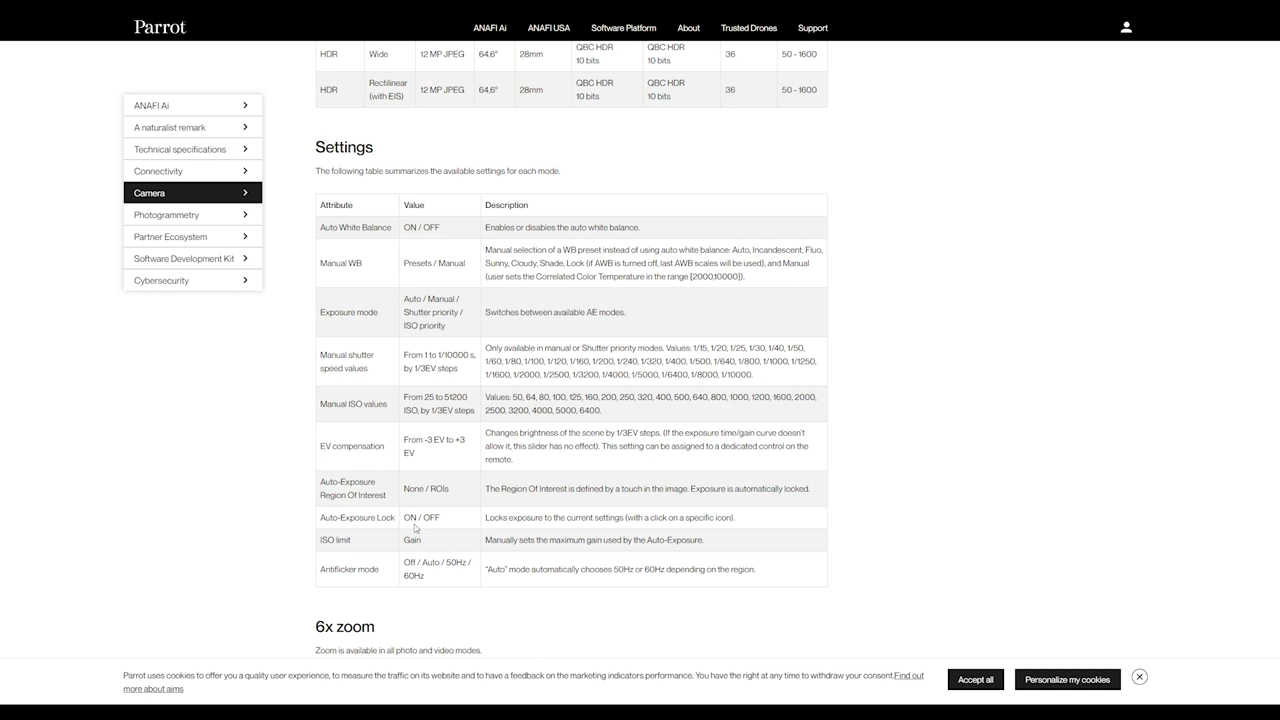 Parrot
ANAFI Ai
ANAFI USA
Software Platform
About
Trusted Drones
Support
ANAFI Ai
A naturalist remark
Technical specifications
Connectivity
Camera
Photogrammetry
Partner Ecosystem
Software Development Kit
Cybersecurity
HDR
Wide
12 MP JPEG
64,6°
28mm
QBC HDR
10 bits
QBC HDR
10 bits
36
50 - 1600
HDR
Rectilinear
(with EIS)
12 MP JPEG
64,6°
28mm
QBC HDR
10 bits
QBC HDR
10 bits
36
50 - 1600
Settings
The following table summarizes the available settings for each mode.
Attribute
Value
Description
Auto White Balance
ON / OFF
Enables or disables the auto white balance.
Manual WB
Presets / Manual
Manual selection of a WB preset instead of using auto white balance: Auto, Incandescent, Fluo,
Sunny, Cloudy, Shade, Lock (if AWB is turned off, last AWB scales will be used), and Manual
(user sets the Correlated Color Temperature in the range [2000,10000]).
Exposure mode
Auto / Manual /
Shutter priority /
ISO priority
Switches between available AE modes.
Manual shutter
speed values
From 1 to 1/10000 s,
by 1/3EV steps
Only available in manual or Shutter priority modes. Values: 1/15, 1/20, 1/25, 1/30, 1/40, 1/50,
1/60, 1/80, 1/100, 1/120, 1/160, 1/200, 1/240, 1/320, 1/400, 1/500, 1/640, 1/800, 1/1000, 1/1250,
1/1600, 1/2000, 1/2500, 1/3200, 1/4000, 1/5000, 1/6400, 1/8000, 1/10000.
Manual ISO values
From 25 to 51200
ISO, by 1/3EV steps
Values: 50, 64, 80, 100, 125, 160, 200, 250, 320, 400, 500, 640, 800, 1000, 1200, 1600, 2000,
2500, 3200, 4000, 5000, 6400.
EV compensation
From -3 EV to +3
EV
Changes brightness of the scene by 1/3EV steps. (If the exposure time/gain curve doesn't
allow it, this slider has no effect). This setting can be assigned to a dedicated control on the
remote.
Auto-Exposure
Region Of Interest
None / ROIs
The Region Of Interest is defined by a touch in the image. Exposure is automatically locked.
Auto-Exposure Lock
ON / OFF
Locks exposure to the current settings (with a click on a specific icon).
ISO limit
Gain
Manually sets the maximum gain used by the Auto-Exposure.
Antiflicker mode
Off / Auto / 50Hz /
60Hz
"Auto" mode automatically chooses 50Hz or 60Hz depending on the region.
6x zoom
Zoom is available in all photo and video modes.
Parrot uses cookies to offer you a quality user experience, to measure the traffic on its website and to have a feedback on the marketing indicators performance. You have the right at any time to withdraw your consent.Find out
more about aims
Accept all
Personalize my cookies